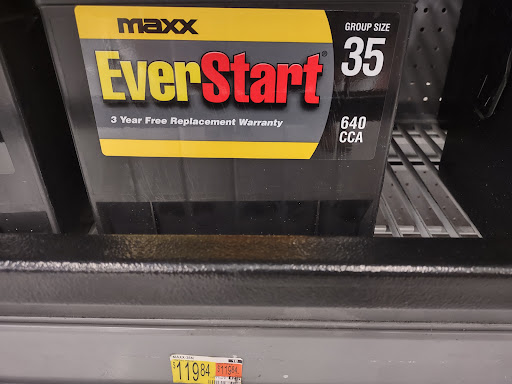 maxx
EverStart®
3 Year Free Replacement Warranty
GROUP SIZE
35
640
CCA
$119.84